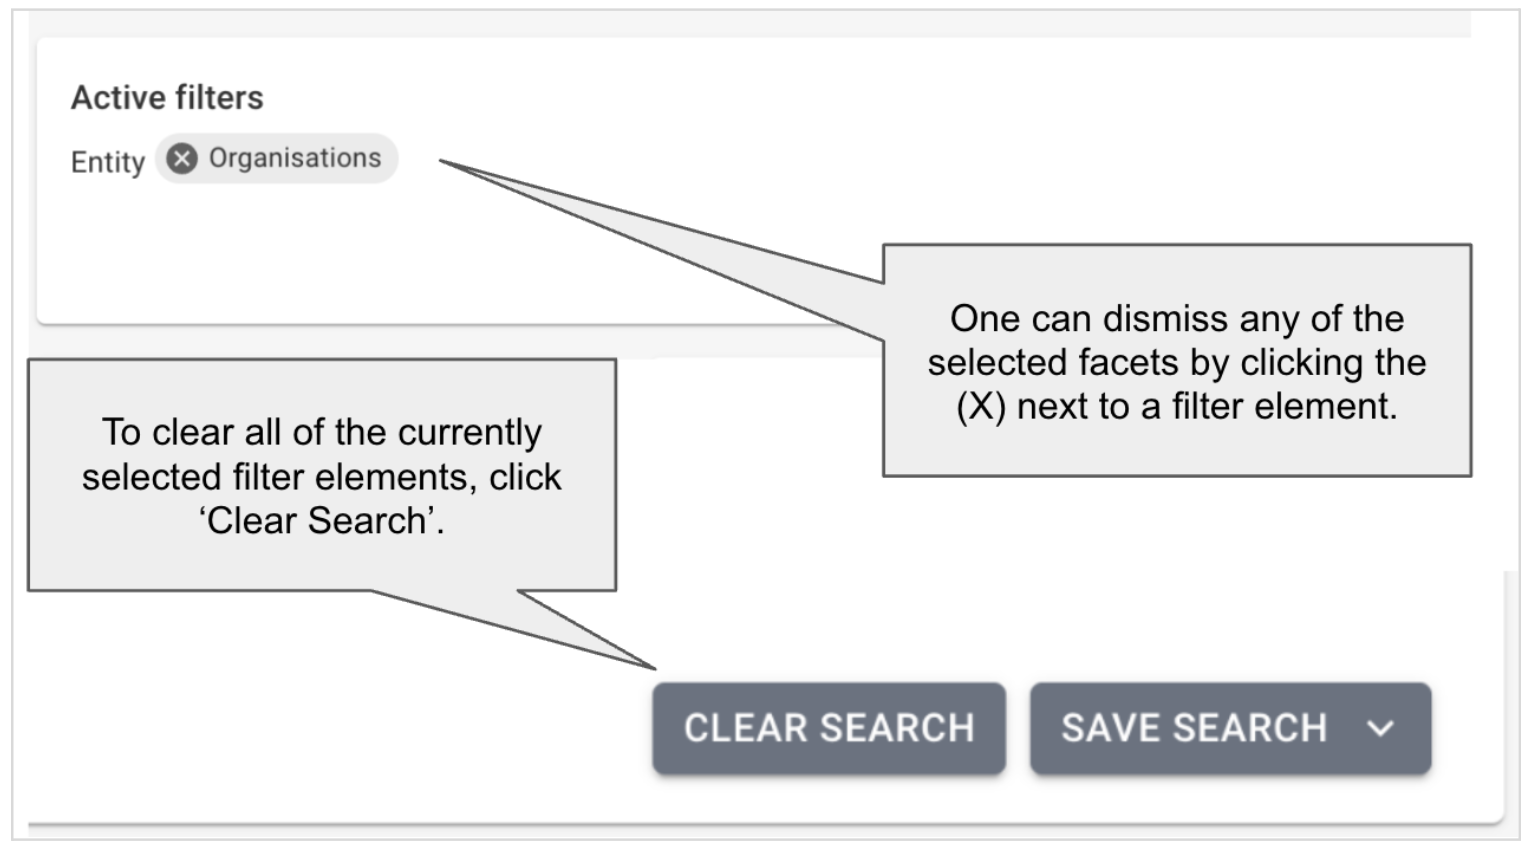 Active filters
Entity Organisations
One can dismiss any of the
selected facets by clicking the
(X) next to a filter element.
To clear all of the currently
selected filter elements, click
‘Clear Search’.
CLEAR SEARCH
SAVE SEARCH